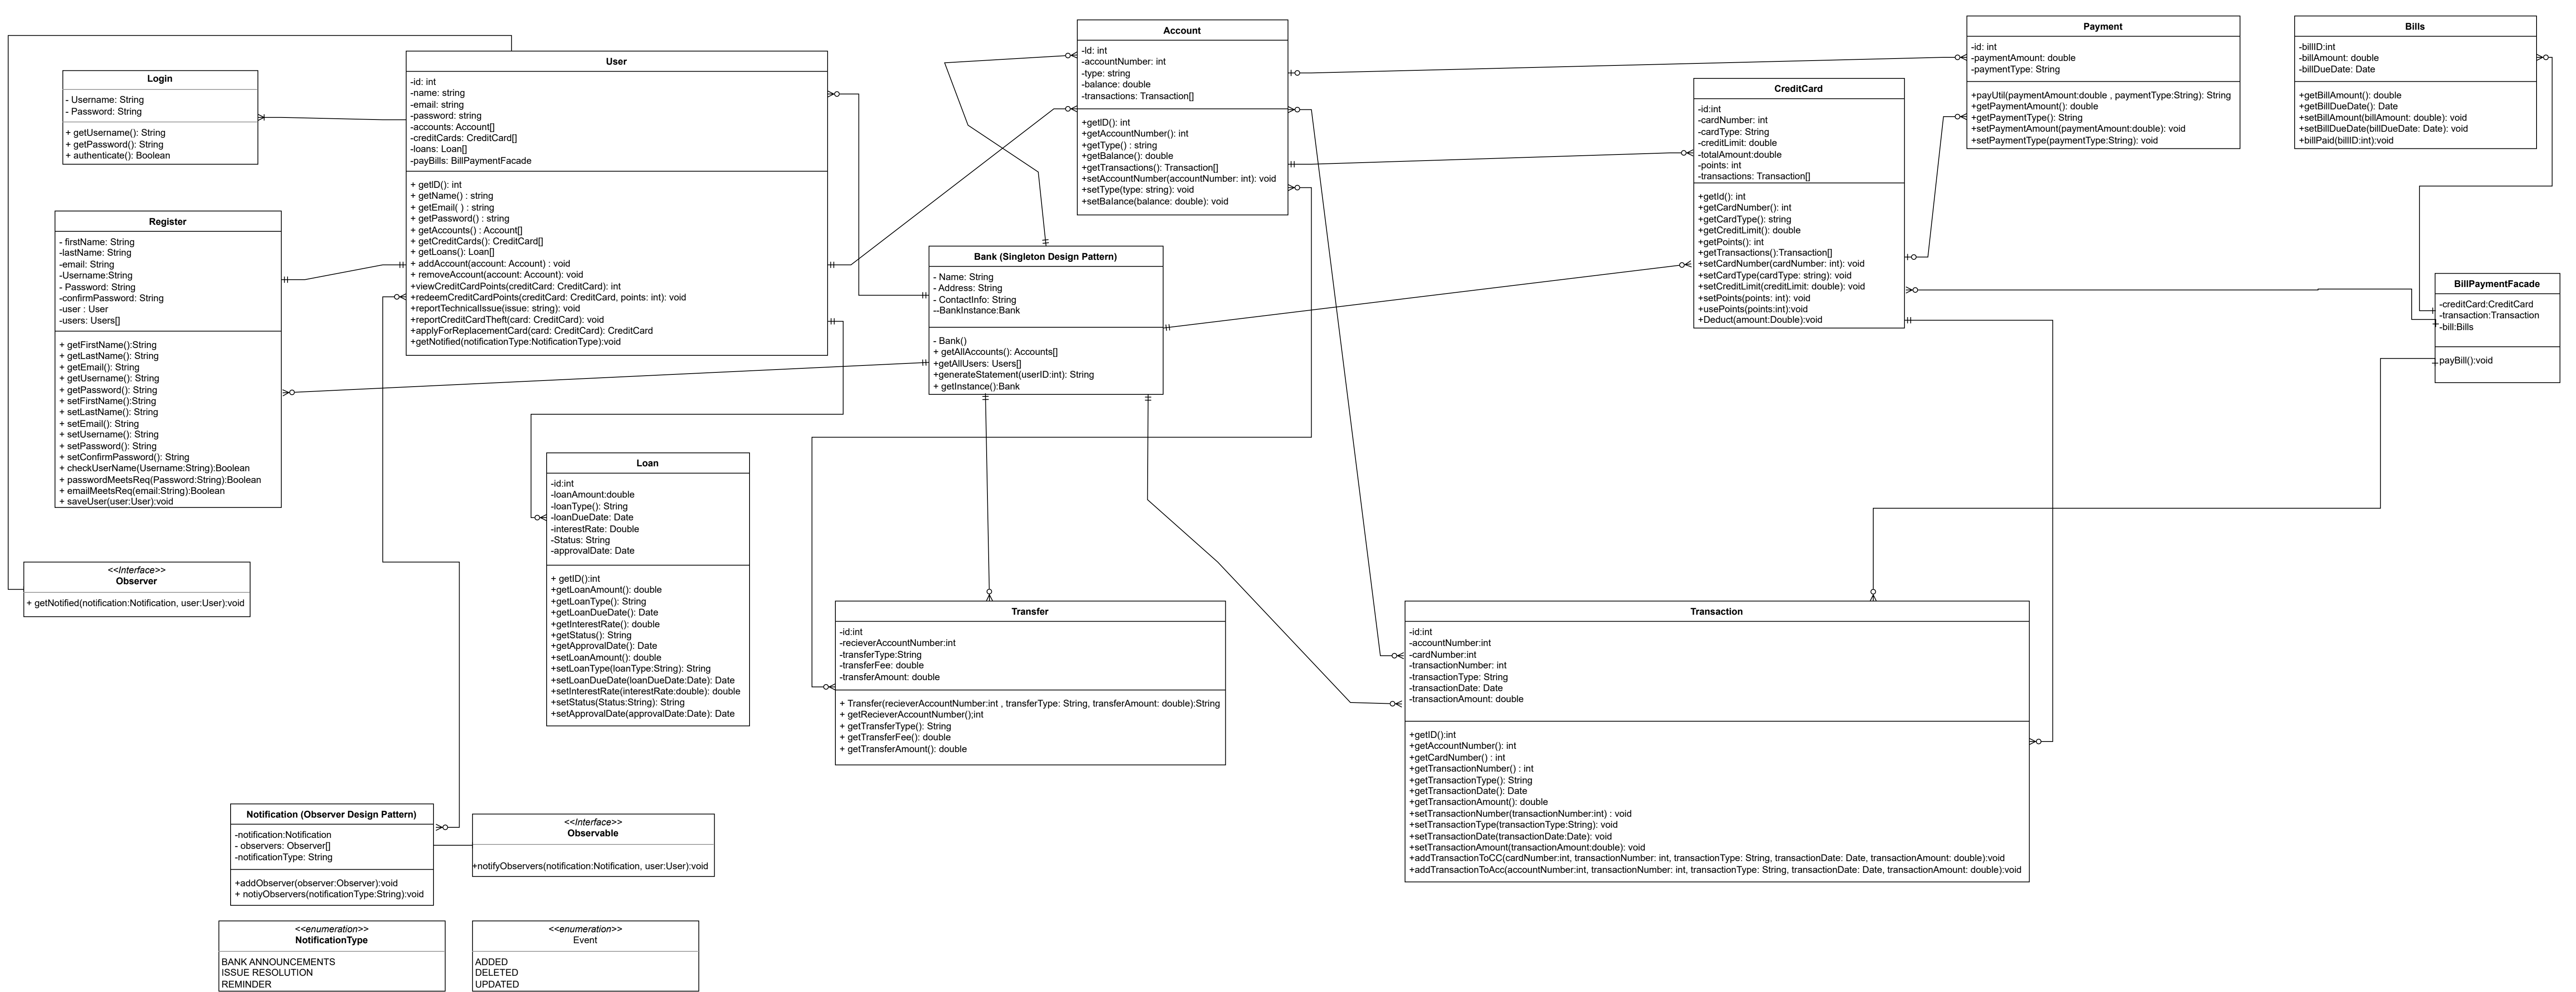 Login
- Username: String
- Password: String
+ getUsername(): String
+ getPassword(): String
+ authenticate(): Boolean
Register
- firstName: String
-lastName: String
-email: String
-Username:String
- Password: String
-confirmPassword: String
-user : User
-users: Users[]
+ getFirstName():String
+ getLastName(): String
+ getEmail(): String
+ getUsername(): String
+ getPassword(): String
+ setFirstName():String
+ setLastName(): String
+ setEmail(): String
+ setUsername(): String
+ setPassword(): String
+ setConfirmPassword(): String
+ checkUserName(Username:String):Boolean
+ passwordMeetsReq(Password:String):Boolean
+ emailMeetsReq(email:String):Boolean
+ saveUser(user:User):void
<<Interface>>
Observer
+ getNotified(notification:Notification, user:User):void
User
-id: int
-name: string
-email: string
-password: string
-accounts: Account[]
-creditCards: CreditCard[]
-loans: Loan[]
-payBills: BillPaymentFacade
+ getID(): int
+ getName() : string
+ getEmail( ) : string
+ getPassword() : string
+ getAccounts() : Account[]
+ getCreditCards(): CreditCard[]
+ getLoans(): Loan[]
+ addAccount(account: Account) : void
+ removeAccount(account: Account): void
+viewCreditCardPoints(creditCard: CreditCard): int
+redeemCreditCardPoints(creditCard: CreditCard, points: int): void
+reportTechnicalIssue(issue: string): void
+reportCreditCardTheft(card: CreditCard): void
+applyForReplacementCard(card: CreditCard): CreditCard
+getNotified(notificationType:NotificationType):void
Loan
-id:int
-loanAmount:double
-loanType(): String
-loanDueDate: Date
-interestRate: Double
-Status: String
-approvalDate: Date
+ getID():int
+getLoanAmount(): double
+getLoanType(): String
+getLoanDueDate(): Date
+getInterestRate(): double
+getStatus(): String
+getApprovalDate(): Date
+setLoanAmount(): double
+setLoanType(loanType:String): String
+setLoanDueDate(loanDueDate:Date): Date
+setInterestRate(interestRate:double): double
+setStatus(Status:String): String
+setApprovalDate(approvalDate:Date): Date
Notification (Observer Design Pattern)
-notification:Notification
- observers: Observer[]
-notificationType: String
+addObserver(observer:Observer):void
+ notiyObservers(notificationType:String):void
<<Interface>>
Observable
+notifyObservers(notification:Notification, user:User):void
<<enumeration>>
NotificationType
BANK ANNOUNCEMENTS
ISSUE RESOLUTION
REMINDER
<<enumeration>>
Event
ADDED
DELETED
UPDATED
Account
-Id: int
-accountNumber: int
-type: string
-balance: double
-transactions: Transaction[]
+getID(): int
+getAccountNumber(): int
+getType() : string
+getBalance(): double
+getTransactions(): Transaction[]
+setAccountNumber(accountNumber: int): void
+setType(type: string): void
+setBalance(balance: double): void
Bank (Singleton Design Pattern)
- Name: String
- Address: String
- ContactInfo: String
--BankInstance:Bank
- Bank()
+ getAllAccounts(): Accounts[]
+getAllUsers: Users[]
+generateStatement(userID:int): String
+ getInstance():Bank
Transfer
-id:int
-recieverAccountNumber:int
-transferType:String
-transferFee: double
-transferAmount: double
+ Transfer(recieverAccountNumber:int , transferType: String, transferAmount: double):String
+ getRecieverAccountNumber();int
+ getTransferType(): String
+ getTransferFee(): double
+ getTransferAmount(): double
CreditCard
-id:int
-cardNumber: int
-cardType: String
-creditLimit: double
-totalAmount:double
-points: int
-transactions: Transaction[]
+getId(): int
+getCardNumber(): int
+getCardType(): string
+getCreditLimit(): double
+getPoints(): int
+getTransactions():Transaction[]
+setCardNumber(cardNumber: int): void
+setCardType(cardType: string): void
+setCreditLimit(creditLimit: double): void
+setPoints(points: int): void
+usePoints(points:int):void
+Deduct(amount:Double):void
Payment
-id: int
-paymentAmount: double
-paymentType: String
+payUtil(paymentAmount:double , paymentType:String): String
+getPaymentAmount(): double
+getPaymentType(): String
+setPaymentAmount(paymentAmount:double): void
+setPaymentType(paymentType:String): void
Bills
-billID:int
-billAmount: double
-billDueDate: Date
+getBillAmount(): double
+getBillDueDate(): Date
+setBillAmount(billAmount: double): void
+setBillDueDate(billDueDate: Date): void
+billPaid(billID:int):void
BillPaymentFacade
-creditCard:CreditCard
-transaction:Transaction
-bill:Bills
payBill():void
Transaction
-id:int
-accountNumber:int
-cardNumber:int
-transactionNumber: int
-transactionType: String
-transactionDate: Date
-transactionAmount: double
+getID():int
+getAccountNumber(): int
+getCardNumber() : int
+getTransactionNumber() : int
+getTransactionType(): String
+getTransactionDate(): Date
+getTransactionAmount(): double
+setTransactionNumber(transactionNumber:int) : void
+setTransactionType(transactionType:String): void
+setTransactionDate(transactionDate:Date): void
+setTransactionAmount(transactionAmount:double): void
+addTransactionToCC(cardNumber:int, transactionNumber: int, transactionType: String, transactionDate: Date, transactionAmount: double):void
+addTransactionToAcc(accountNumber:int, transactionNumber: int, transactionType: String, transactionDate: Date, transactionAmount: double):void